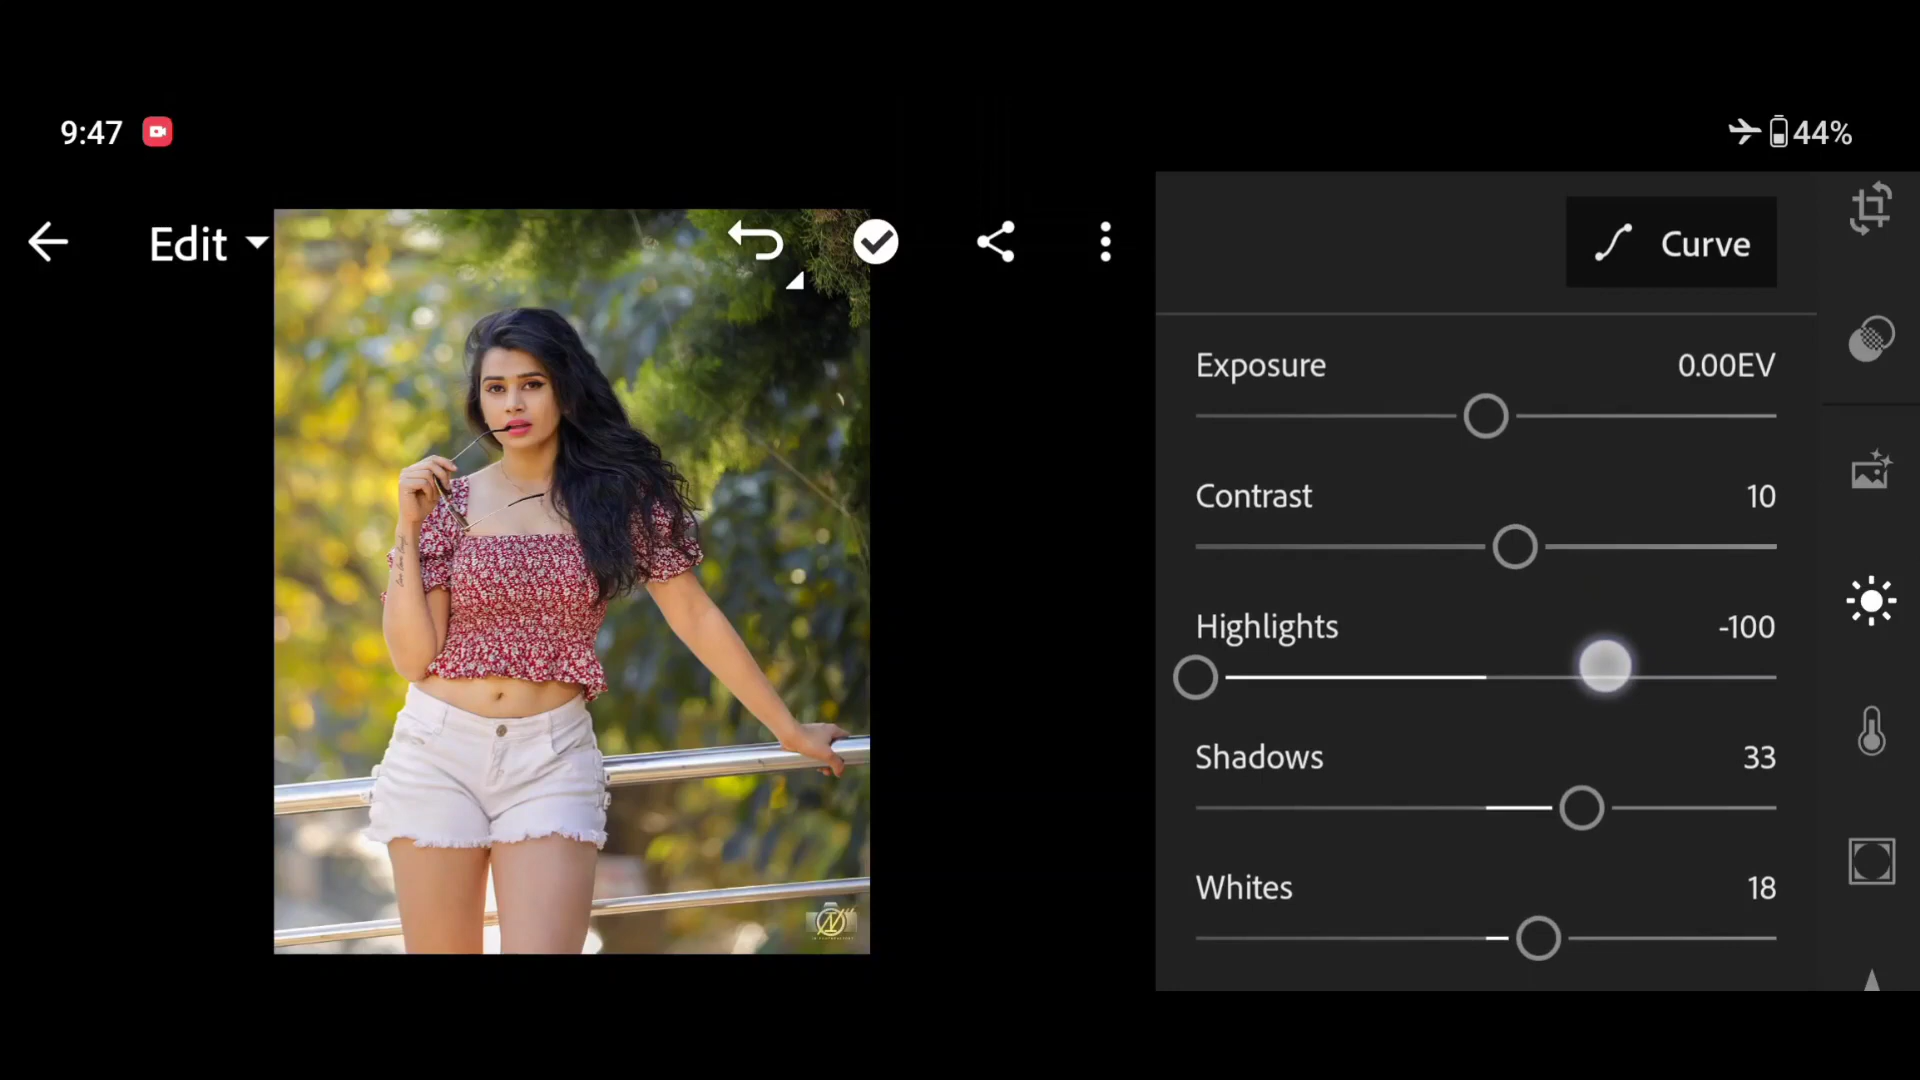 9:47
44%
Edit
Curve
Exposure 0.00EV
Contrast 10
Highlights -100
Shadows 33
Whites 18